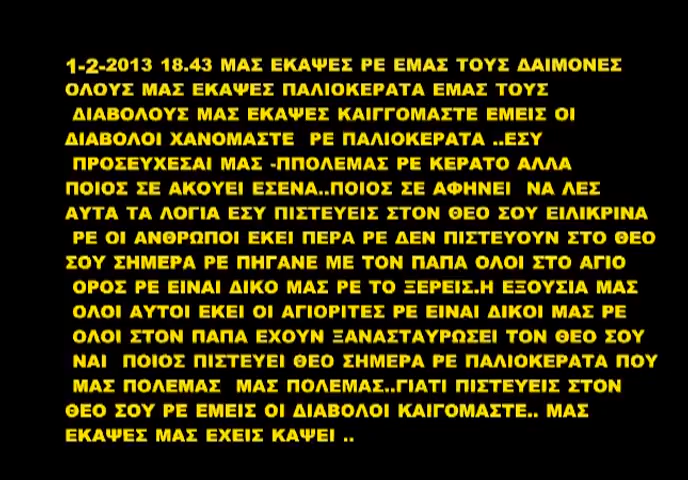 1-2-2013 18.43 ΜΑΣ ΕΚΑΨΕΣ ΡΕ ΕΜΑΣ ΤΟΥΣ ΔΑΙΜΟΝΕΣ
ΟΛΟΥΣ ΜΑΣ ΕΚΑΨΕΣ ΠΑΛΙΟΚΕΡΑΤΑ ΕΜΑΣ ΤΟΥΣ
ΔΙΑΒΟΛΟΥΣ ΜΑΣ ΕΚΑΨΕΣ ΚΑΙΓΓΟΜΑΣΤΕ ΕΜΕΙΣ ΟΙ
ΔΙΑΒΟΛΟΙ ΧΑΝΟΜΑΣΤΕ ΡΕ ΠΑΛΙΟΚΕΡΑΤΑ ..ΕΣΥ
ΠΡΟΣΕΥΧΕΣΑΙ ΜΑΣ -ΠΠΟΛΕΜΑΣ ΡΕ ΚΕΡΑΤΟ ΑΛΛΑ
ΠΟΙΟΣ ΣΕ ΑΚΟΥΕΙ ΕΣΕΝΑ..ΠΟΙΟΣ ΣΕ ΑΦΗΝΕΙ ΝΑ ΛΕΣ
ΑΥΤΑ ΤΑ ΛΟΓΙΑ ΕΣΥ ΠΙΣΤΕΥΕΙΣ ΣΤΟΝ ΘΕΟ ΣΟΥ ΕΙΛΙΚΡΙΝΑ
ΡΕ ΟΙ ΑΝΘΡΩΠΟΙ ΕΚΕΙ ΠΕΡΑ ΡΕ ΔΕΝ ΠΙΣΤΕΥΟΥΝ ΣΤΟ ΘΕΟ
ΣΟΥ ΣΗΜΕΡΑ ΡΕ ΠΗΓΑΝΕ ΜΕ ΤΟΝ ΠΑΠΑ ΟΛΟΙ ΣΤΟ ΑΓΙΟ
ΟΡΟΣ ΡΕ ΕΙΝΑΙ ΔΙΚΟ ΜΑΣ ΡΕ ΤΟ ΞΕΡΕΙΣ.Η ΕΞΟΥΣΙΑ ΜΑΣ
ΟΛΟΙ ΑΥΤΟΙ ΕΚΕΙ ΟΙ ΑΓΙΟΡΙΤΕΣ ΡΕ ΕΙΝΑΙ ΔΙΚΟΙ ΜΑΣ ΡΕ
ΟΛΟΙ ΣΤΟΝ ΠΑΠΑ ΕΧΟΥΝ ΞΑΝΑΣΤΑΥΡΩΣΕΙ ΤΟΝ ΘΕΟ ΣΟΥ
ΝΑΙ ΠΟΙΟΣ ΠΙΣΤΕΥΕΙ ΘΕΟ ΣΗΜΕΡΑ ΡΕ ΠΑΛΙΟΚΕΡΑΤΑ ΠΟΥ
ΜΑΣ ΠΟΛΕΜΑΣ ΜΑΣ ΠΟΛΕΜΑΣ..ΓΙΑΤΙ ΠΙΣΤΕΥΕΙΣ ΣΤΟΝ
ΘΕΟ ΣΟΥ ΡΕ ΕΜΕΙΣ ΟΙ ΔΙΑΒΟΛΟΙ ΚΑΙΓΟΜΑΣΤΕ.. ΜΑΣ
ΕΚΑΨΕΣ ΜΑΣ ΕΧΕΙΣ ΚΑΨΕΙ ..